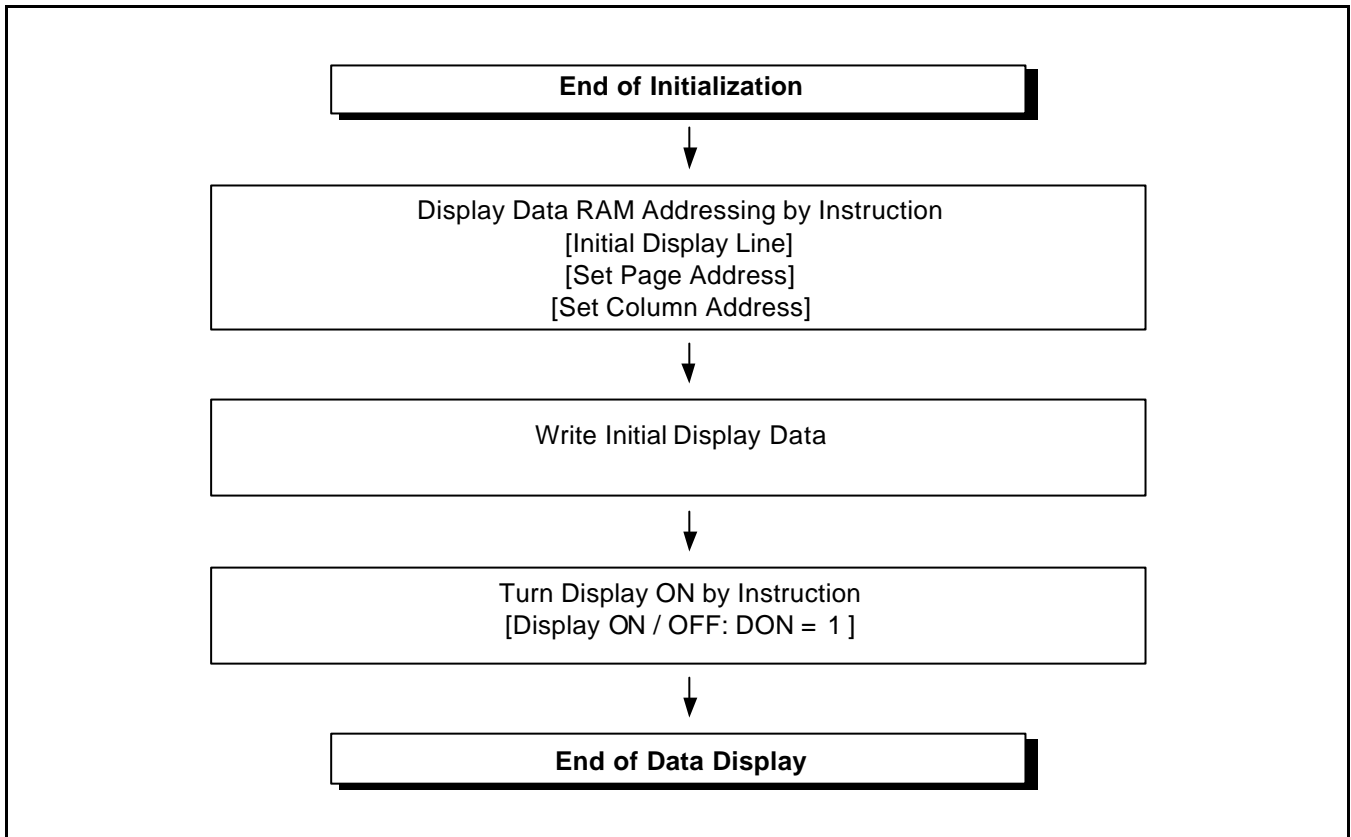 End of Initialization
Display Data RAM Addressing by Instruction
[Initial Display Line]
[Set Page Address]
[Set Column Address]
Write Initial Display Data
Turn Display ON by Instruction
[Display ON / OFF: DON = 1 ]
End of Data Display